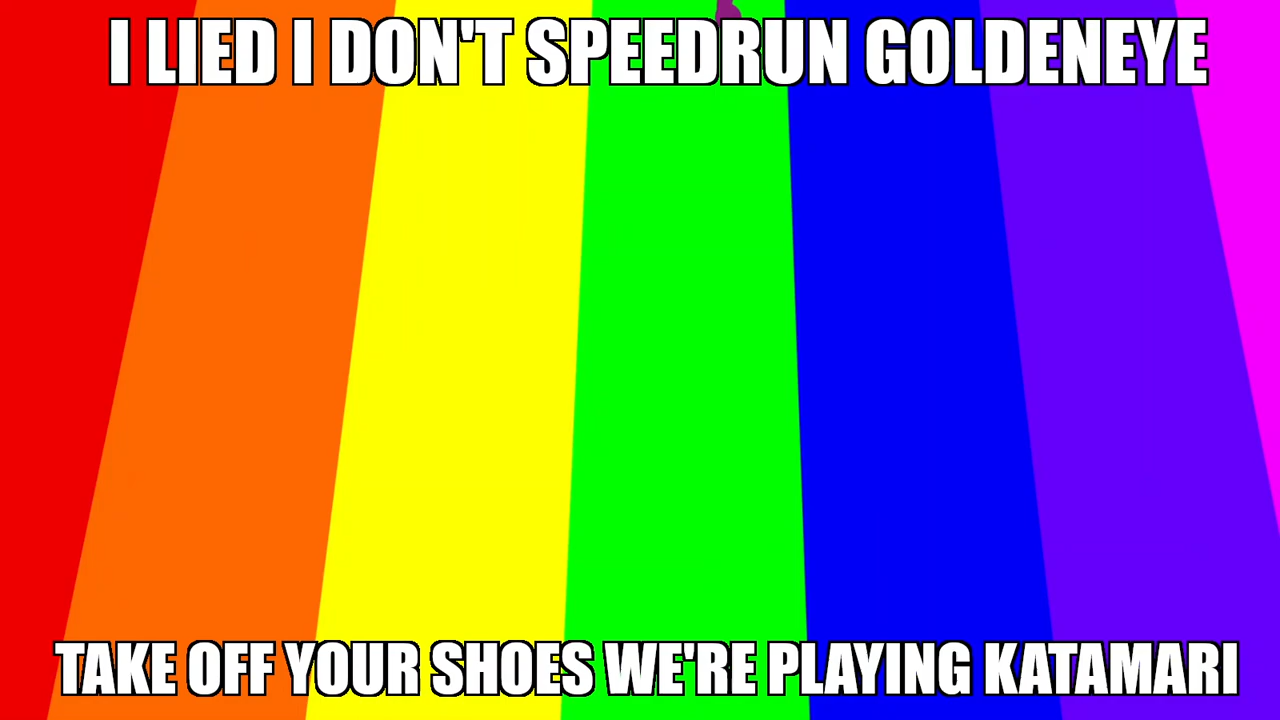 I LIED I DON'T SPEEDRUN GOLDENEYE
TAKE OFF YOUR SHOES WE'RE PLAYING KATAMARI